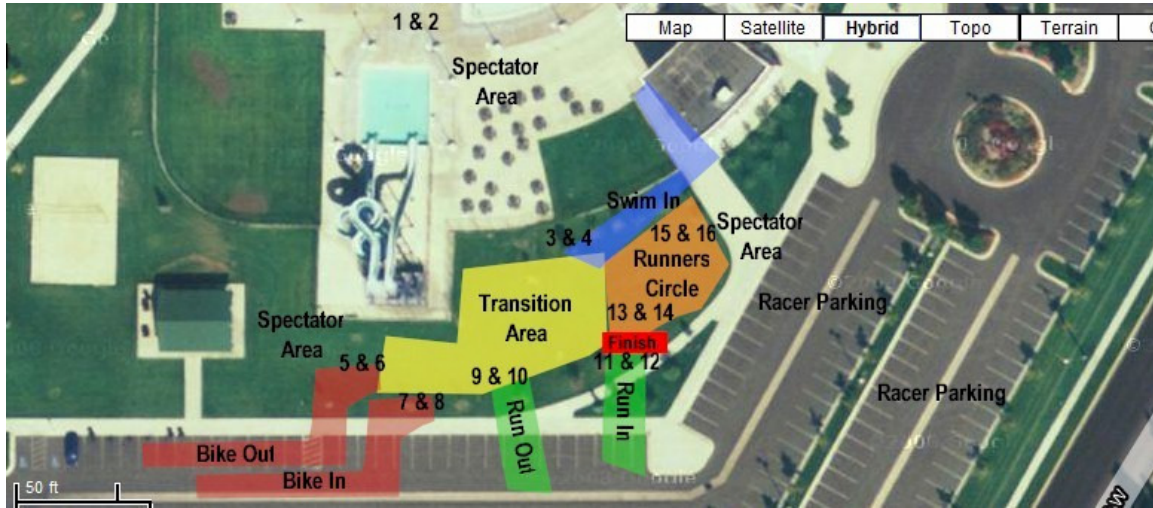 1 & 2
Map Satellite Hybrid Topo Terrain
Spectator
Area
Swim In
3 & 4
15 & 16
Spectator
Area
Runners
Circle
13 & 14
Racer Parking
Transition
Area
Spectator
Area
Finish
5 & 6
11 & 12
9 & 10
7 & 8
Racer Parking
Run Out
Run In
Bike Out
Bike In
50 ft